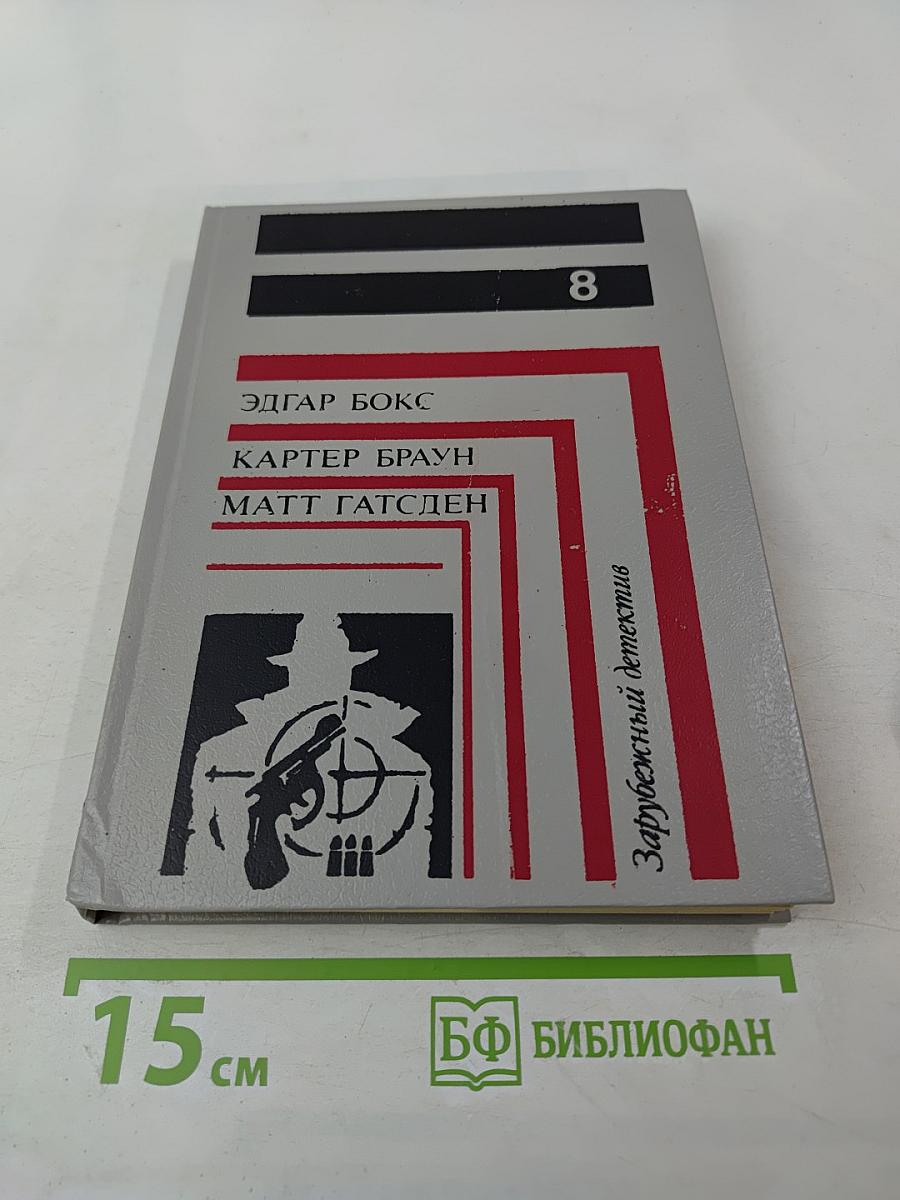 8
ЭДГАР БОКС
КАРТЕР БРАУН
МАТТ ГАТСДЕН
Зарубежный детектив
15 см
БФ БИБЛИОФАН